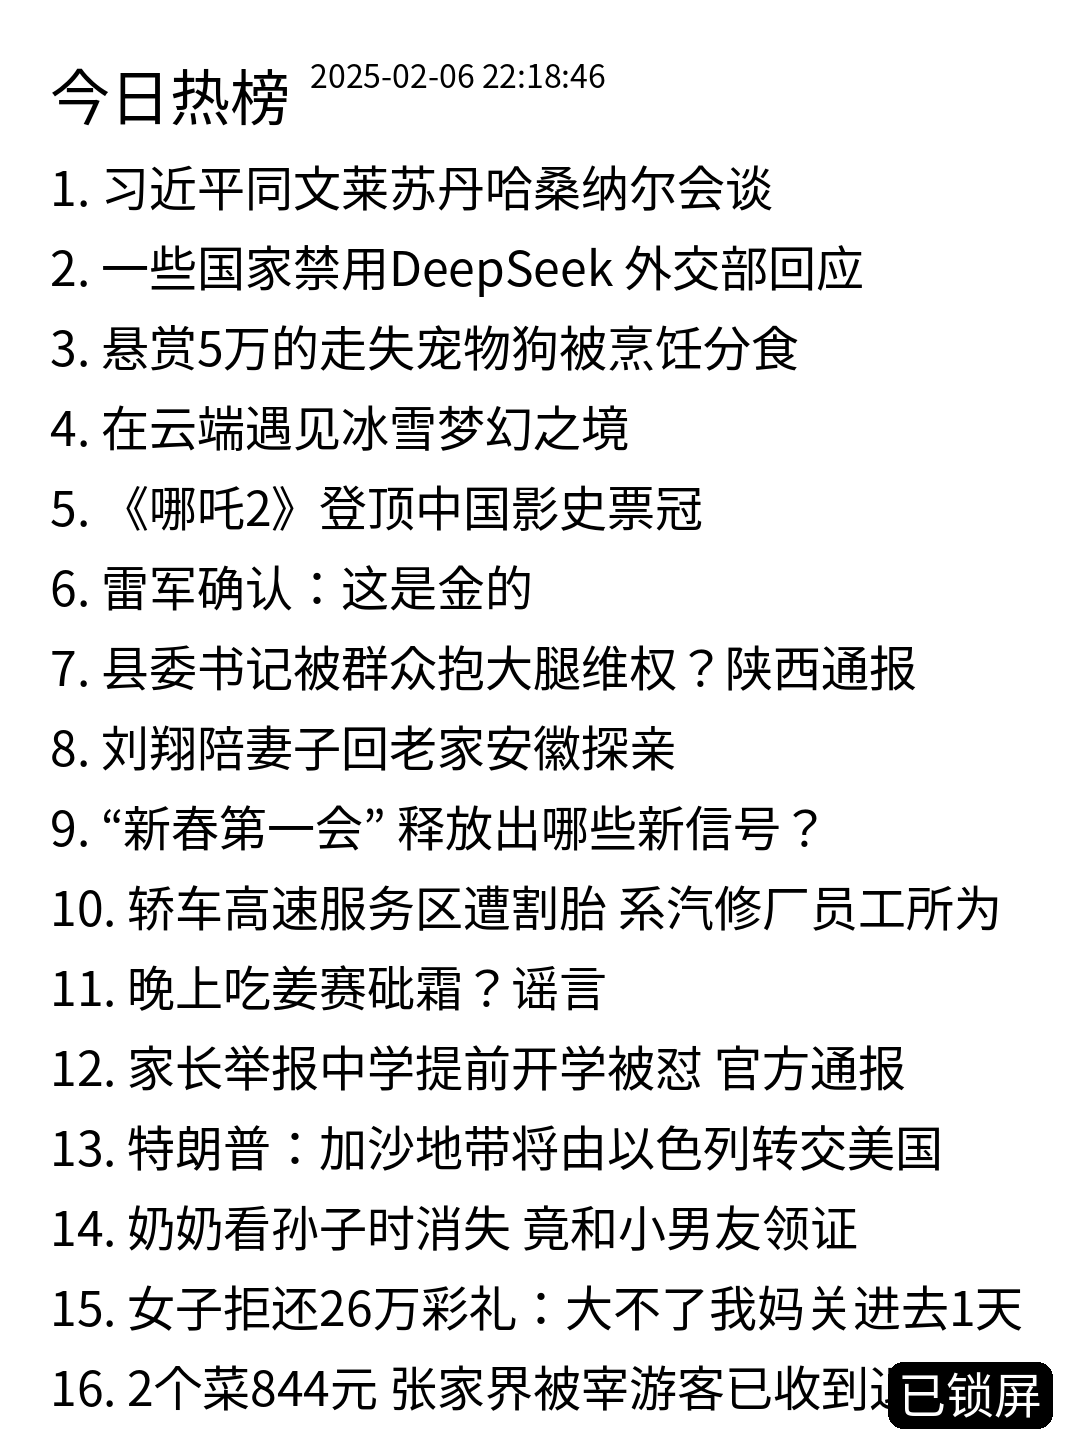 今日热榜 2025-02-06 22:18:46
1. 习近平同文莱苏丹哈桑纳尔会谈
2. 一些国家禁用DeepSeek 外交部回应
3. 悬赏5万的走失宠物狗被烹饪分食
4. 在云端遇见冰雪梦幻之境
5. 《哪吒2》登顶中国影史票冠
6. 雷军确认：这是金的
7. 县委书记被群众抱大腿维权？陕西通报
8. 刘翔陪妻子回老家安徽探亲
9. “新春第一会” 释放出哪些新信号？
10. 轿车高速服务区遭割胎 系汽修厂员工所为
11. 晚上吃姜赛砒霜？谣言
12. 家长举报中学提前开学被怼 官方通报
13. 特朗普：加沙地带将由以色列转交美国
14. 奶奶看孙子时消失 竟和小男友领证
15. 女子拒还26万彩礼：大不了我妈关进去1天
16. 2个菜844元 张家界被宰游客已收到
已锁屏